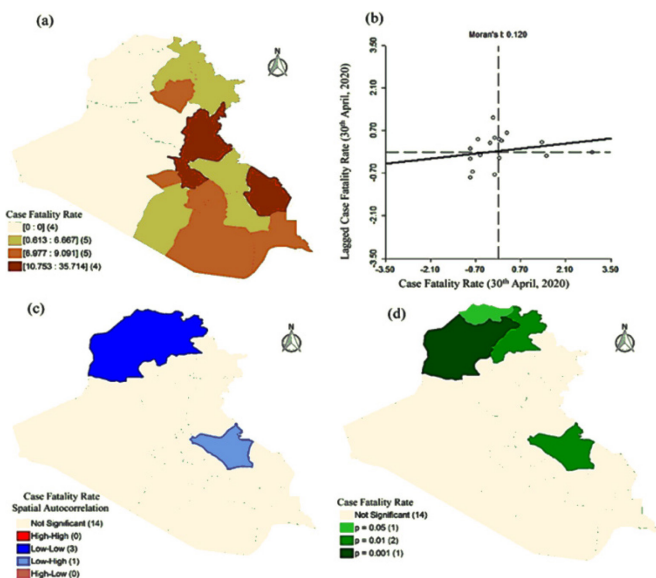 (a)
N
Case Fatality Rate
[0 : 0] (4)
[0.613 : 6.667] (5)
[6.977 : 9.091] (5)
[10.753 : 35.714] (4)
(b)
Moran's I: 0.120
Lagged Case Fatality Rate (30th April, 2020)
3.50
2.10
0.70
-0.70
-2.10
-3.50
-3.50 -2.10 -0.70 0.70 2.10 3.50
Case Fatality Rate (30th April, 2020)
(c)
N
Case Fatality Rate
Spatial Autocorrelation
Not Significant (14)
High-High (0)
Low-Low (3)
Low-High (1)
High-Low (0)
(d)
N
Case Fatality Rate
Not Significant (14)
p = 0.05 (1)
p = 0.01 (2)
p = 0.001 (1)